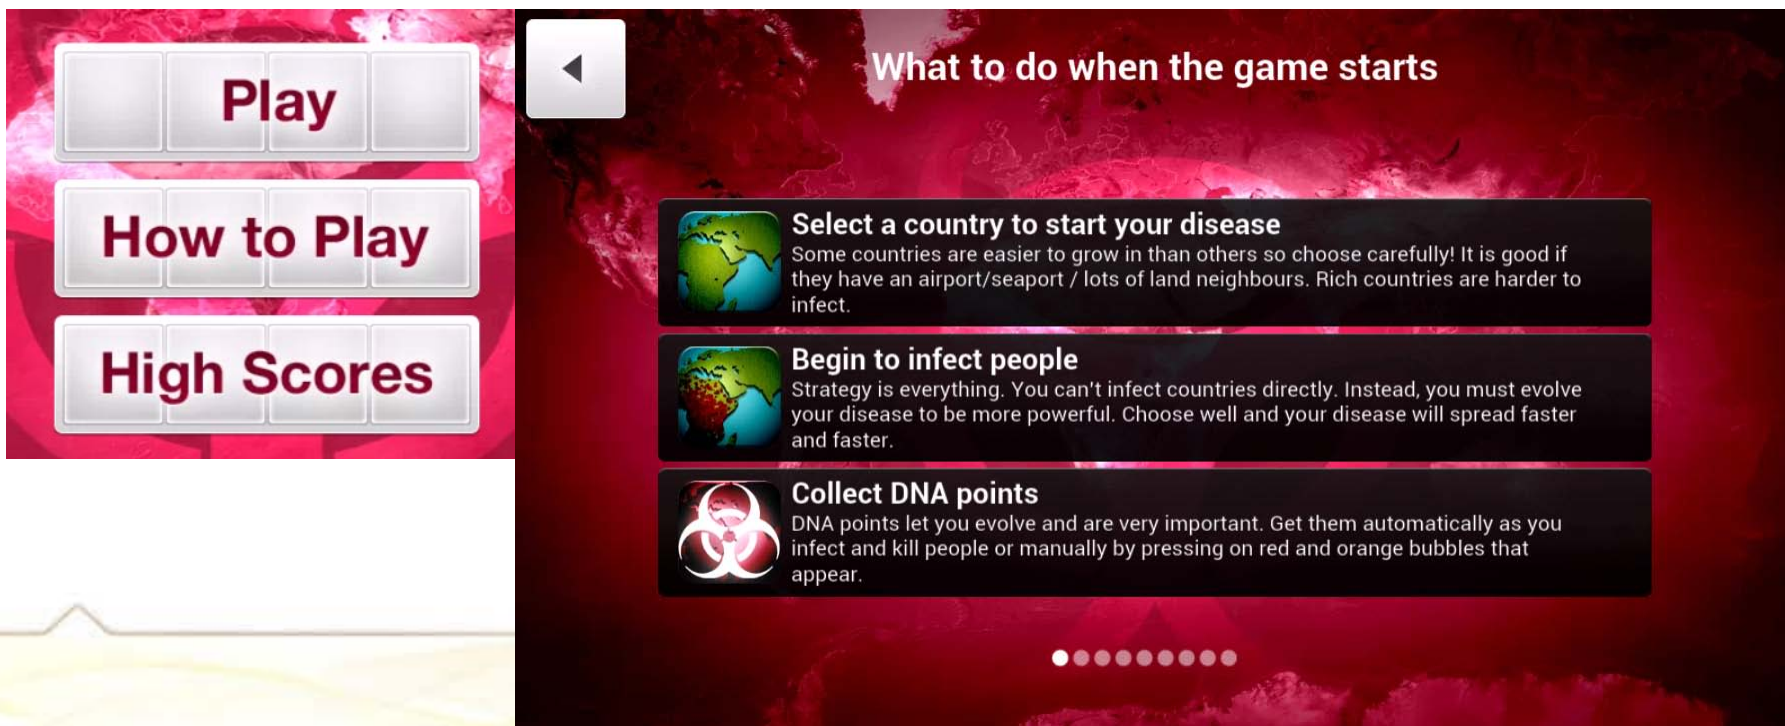 Play
How to Play
High Scores
What to do when the game starts
Select a country to start your disease
Some countries are easier to grow in than others so choose carefully! It is good if
they have an airport/seaport / lots of land neighbours. Rich countries are harder to
infect.
Begin to infect people
Strategy is everything. You can't infect countries directly. Instead, you must evolve
your disease to be more powerful. Choose well and your disease will spread faster
and faster.
Collect DNA points
DNA points let you evolve and are very important. Get them automatically as you
infect and kill people or manually by pressing on red and orange bubbles that
appear.